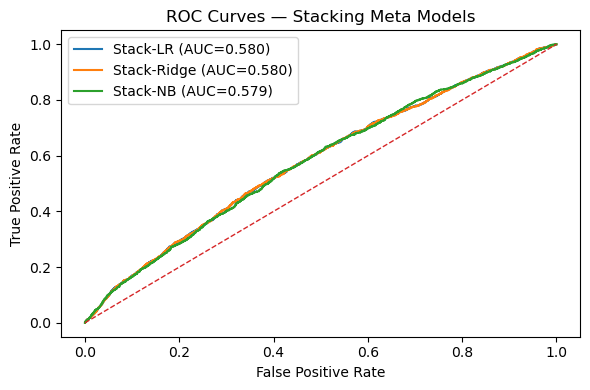 ROC Curves — Stacking Meta Models
Stack-LR (AUC=0.580)
Stack-Ridge (AUC=0.580)
Stack-NB (AUC=0.579)
True Positive Rate
1.0
0.8
0.6
0.4
0.2
0.0
0.0 0.2 0.4 0.6 0.8 1.0
False Positive Rate